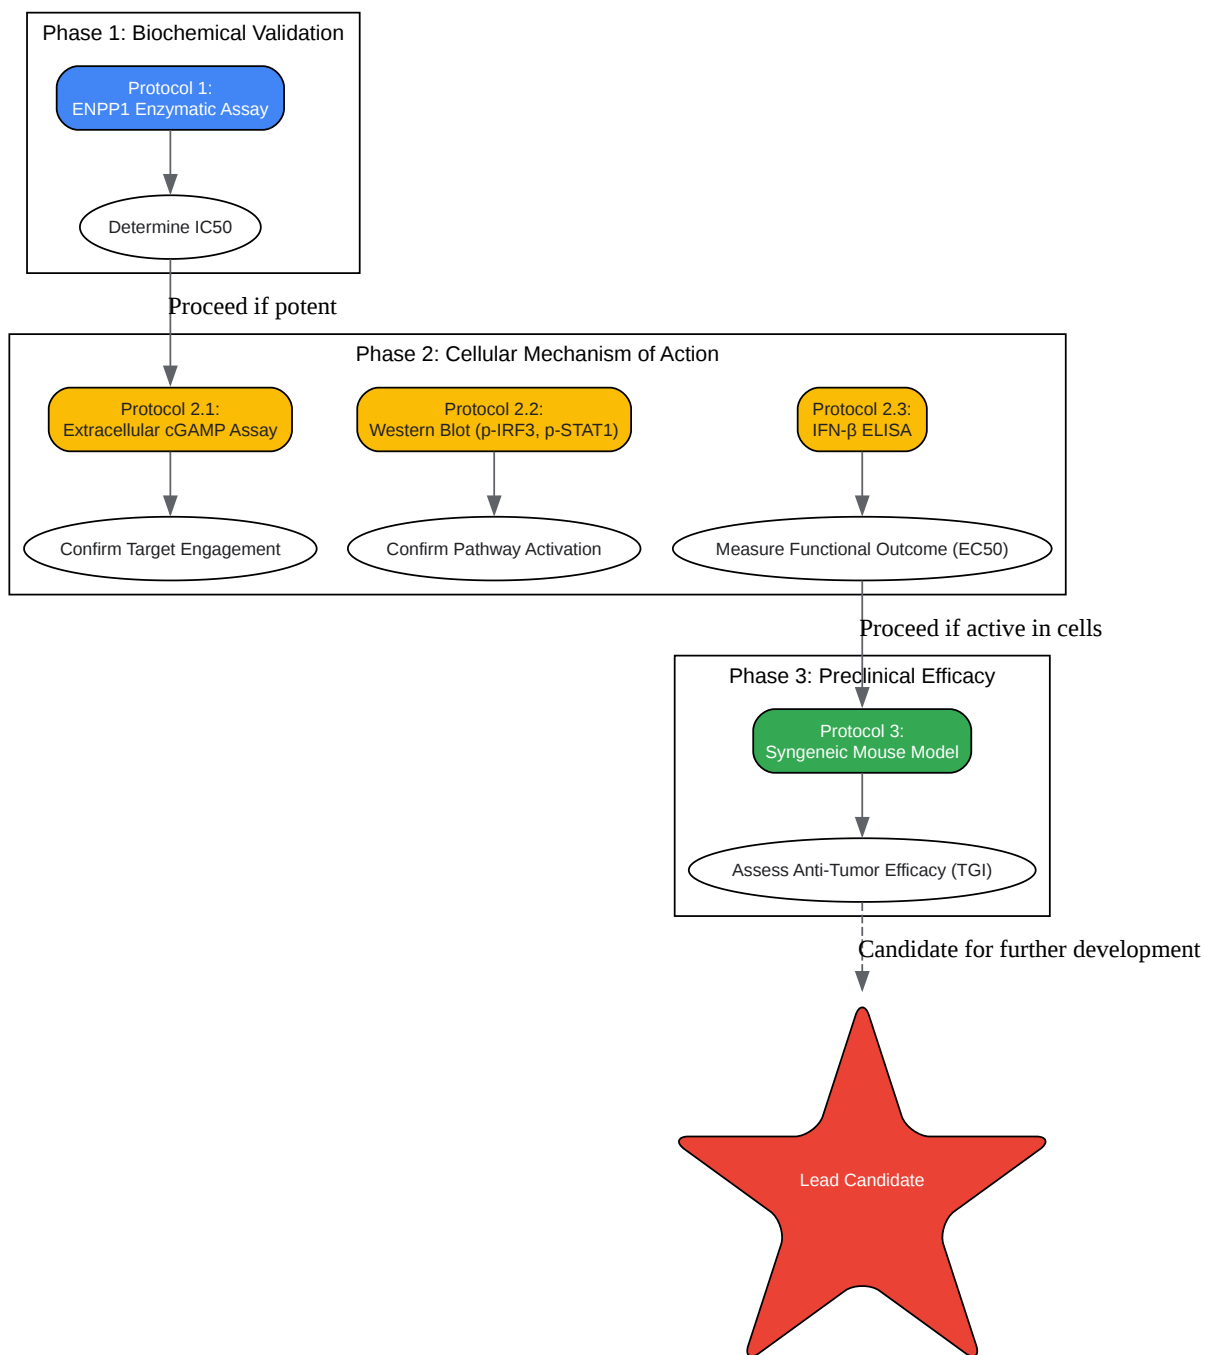 Phase 1: Biochemical Validation
Protocol 1:
ENPP1 Enzymatic Assay
Determine IC50
Proceed if potent
Phase 2: Cellular Mechanism of Action
Protocol 2.1:
Extracellular cGAMP Assay
Protocol 2.2:
Western Blot (p-IRF3, p-STAT1)
Protocol 2.3:
IFN-β ELISA
Confirm Target Engagement
Confirm Pathway Activation
Measure Functional Outcome (EC50)
Proceed if active in cells
Phase 3: Preclinical Efficacy
Protocol 3:
Syngeneic Mouse Model
Assess Anti-Tumor Efficacy (TGI)
Candidate for further development
Lead Candidate